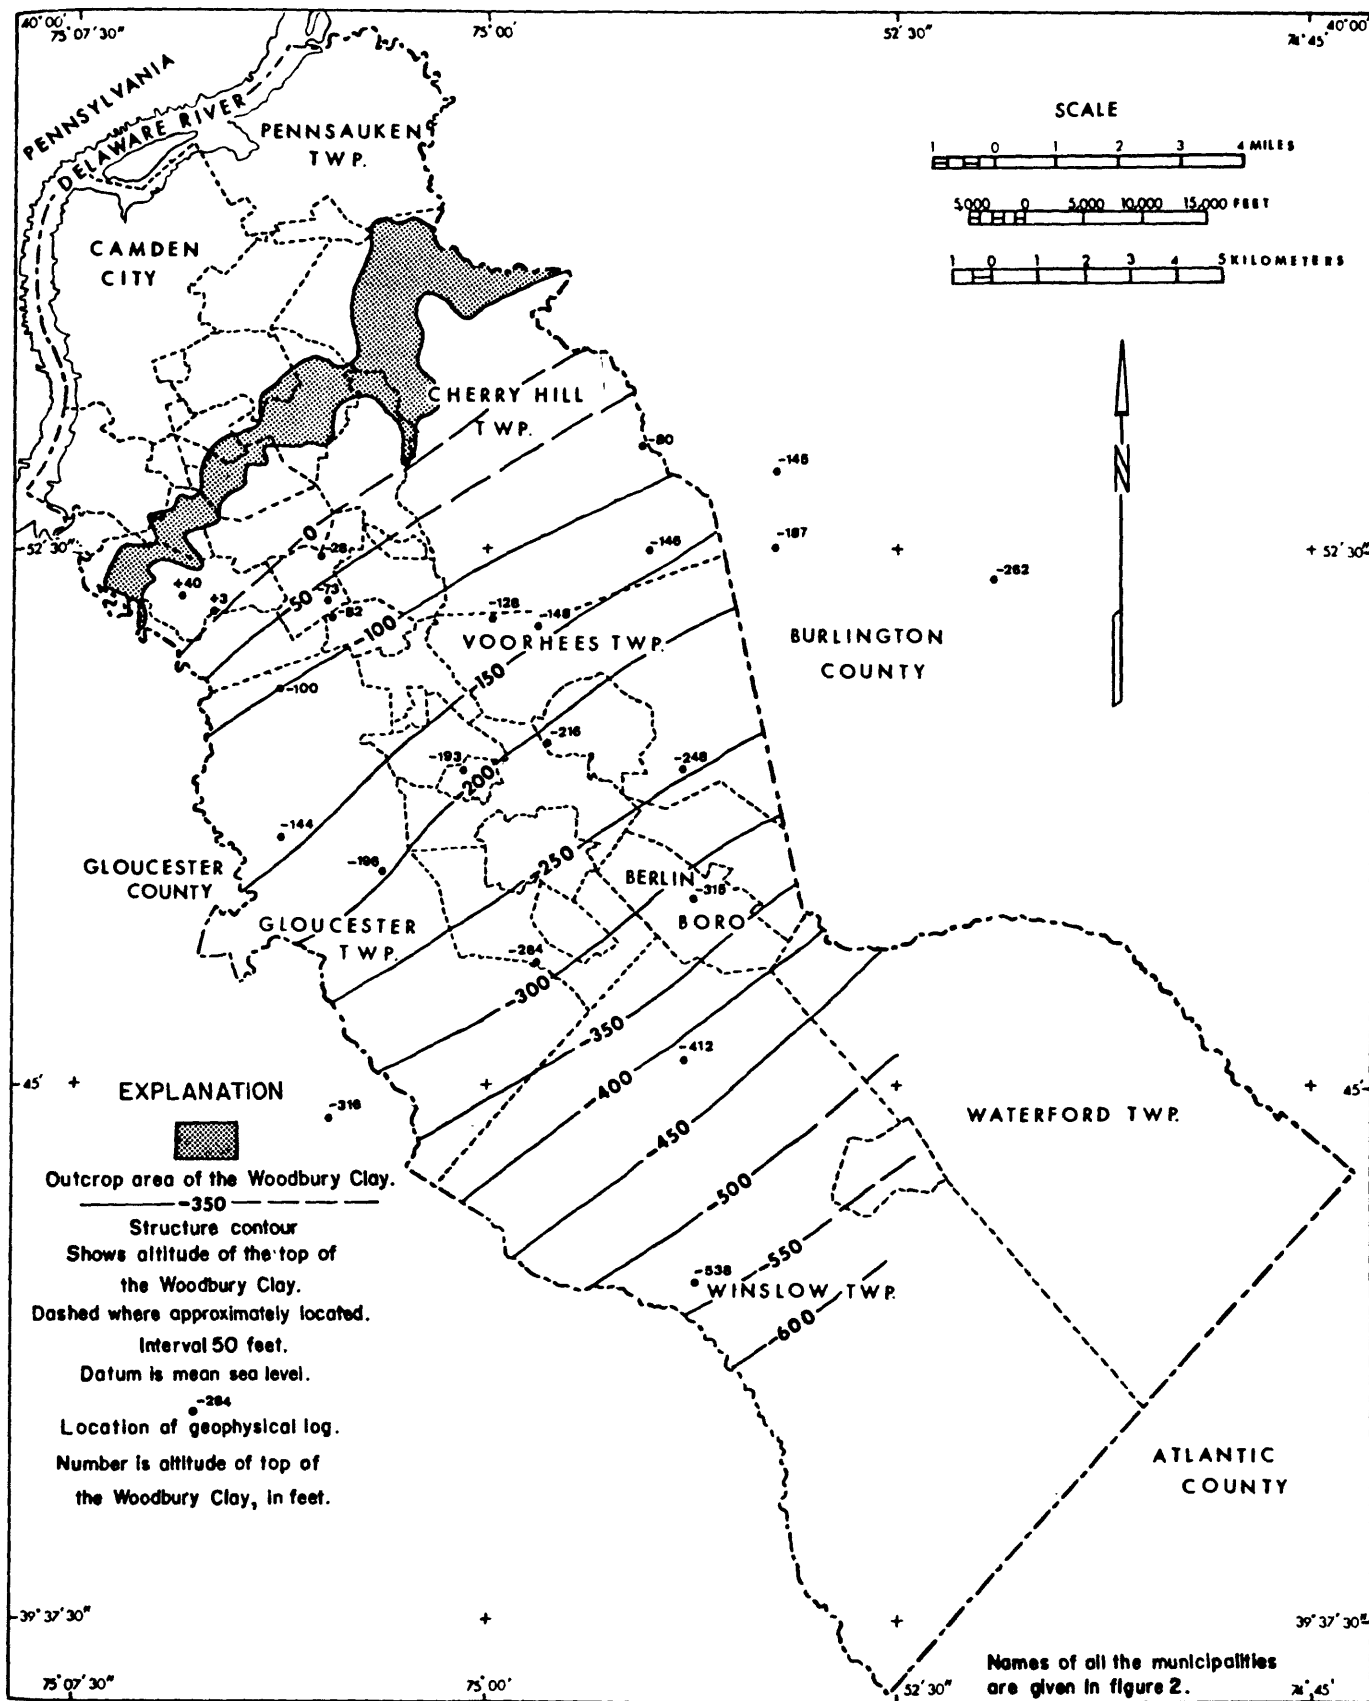 40°00' 75°00' 52'30" 40°00'
75°07'30" 74°45'
PENNSYLVANIA
DELAWARE RIVER
PENNSAUKEN
TWP.
SCALE
1 0 1 2 3 4 MILES
5,000 0 5,000 10,000 15,000 FEET
1 0 1 2 3 4 5 KILOMETERS
CAMDEN
CITY
CHERRY HILL
TWP.
N
-80
-145
52'30" 52'30"
0
-28
-146
-187
-262
+40
+3
50
-73
-82
-100
-126
-148
VOORHEES TWP.
BURLINGTON
COUNTY
-100
-150
-216
-193
-200
-248
-144
-196
-250
GLOUCESTER
COUNTY
BERLIN
-315
BORO
GLOUCESTER
TWP.
-284
-300
-350
-412
-400
45' 45'
-316
-450
WATERFORD TWP.
-500
-550
-538
WINSLOW TWP.
-600
EXPLANATION
Outcrop area of the Woodbury Clay.
-350
Structure contour
Shows altitude of the top of
the Woodbury Clay.
Dashed where approximately located.
Interval 50 feet.
Datum is mean sea level.
-284
Location of geophysical log.
Number is altitude of top of
the Woodbury Clay, in feet.
ATLANTIC
COUNTY
39°37'30" 39°37'30"
Names of all the municipalities
are given in figure 2.
75°07'30" 75°00' 52'30" 74°45'